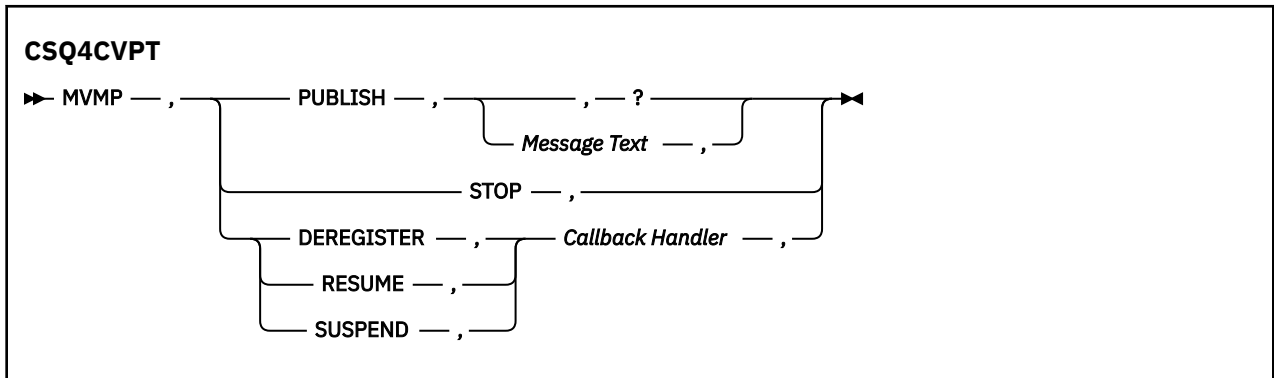 CSQ4CVPT
MVMP , PUBLISH , , ?
Message Text ,
STOP ,
DEREGISTER , Callback Handler ,
RESUME ,
SUSPEND ,